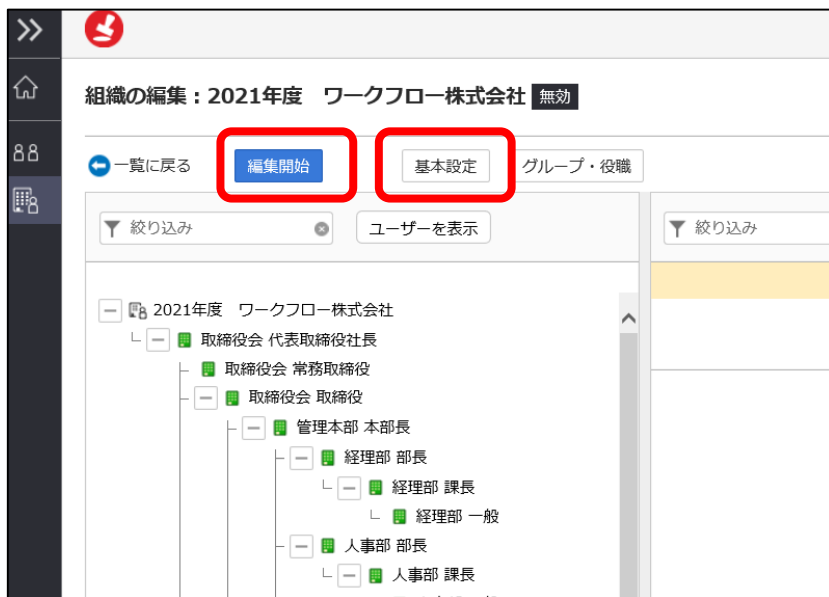 組織の編集：2021年度　ワークフロー株式会社 無効
一覧に戻る 編集開始 基本設定 グループ・役職
絞り込み ユーザーを表示 絞り込み
2021年度　ワークフロー株式会社
取締役会 代表取締役社長
取締役会 常務取締役
取締役会 取締役
管理本部 本部長
経理部 部長
経理部 課長
経理部 一般
人事部 部長
人事部 課長